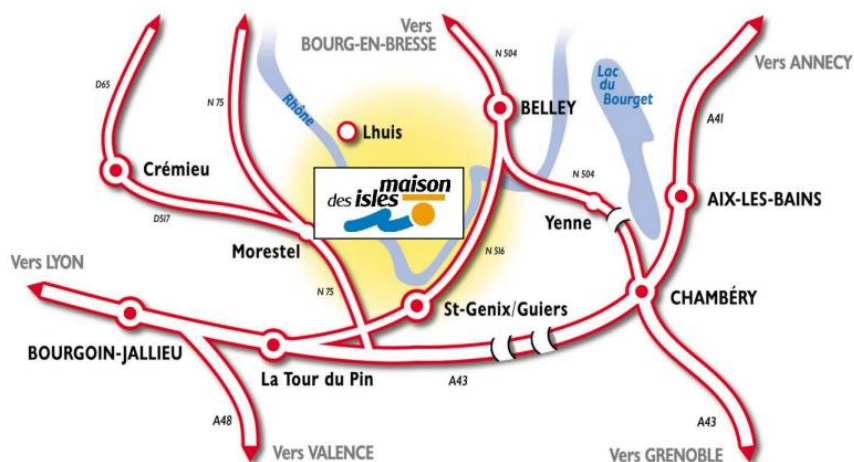 Vers
BOURG-EN-BRESSE
N 504
Vers ANNECY
D65
N 75
Rhône
Lac
du
Bourget
A41
Lhuis
BELLEY
Crémieu
N 504
maison
des isles
AIX-LES-BAINS
D517
Yenne
Morestel
N 516
Vers LYON
N 75
St-Genix/Guiers
CHAMBÉRY
BOURGOIN-JALLIEU
La Tour du Pin
A43
A48
A43
Vers VALENCE
Vers GRENOBLE